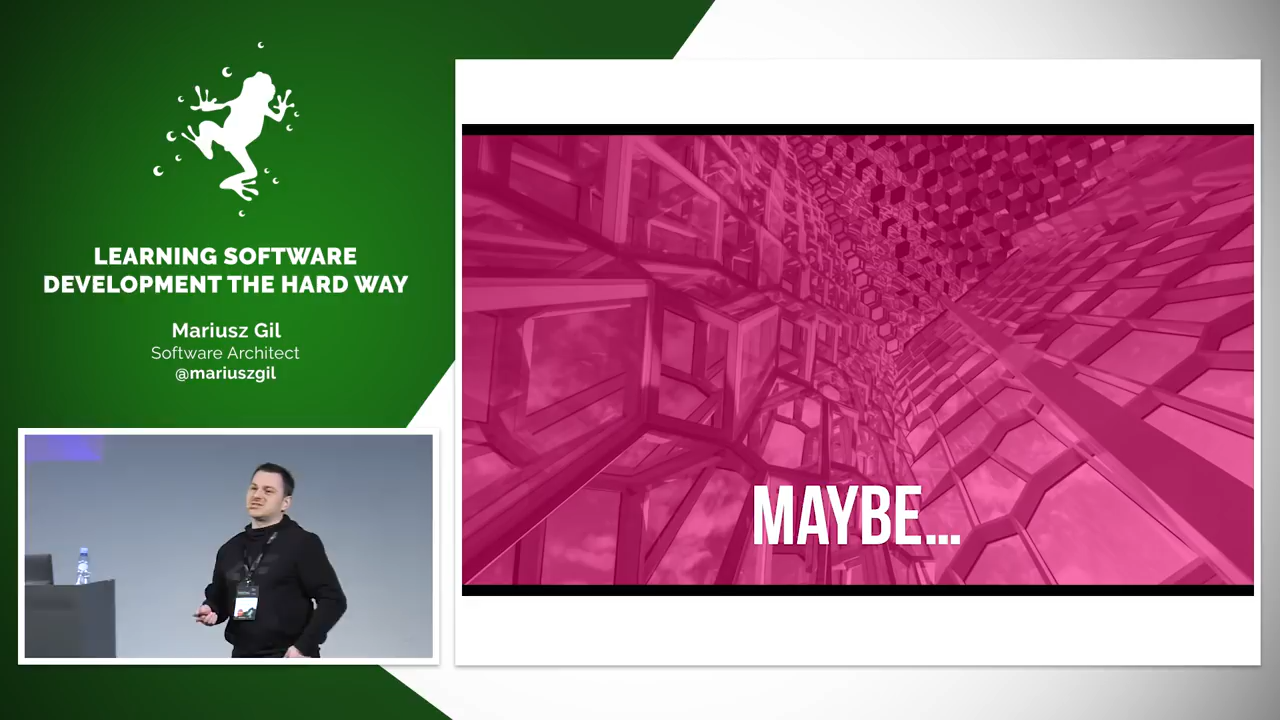 LEARNING SOFTWARE
DEVELOPMENT THE HARD WAY
Mariusz Gil
Software Architect
@mariuszgil
MAYBE...